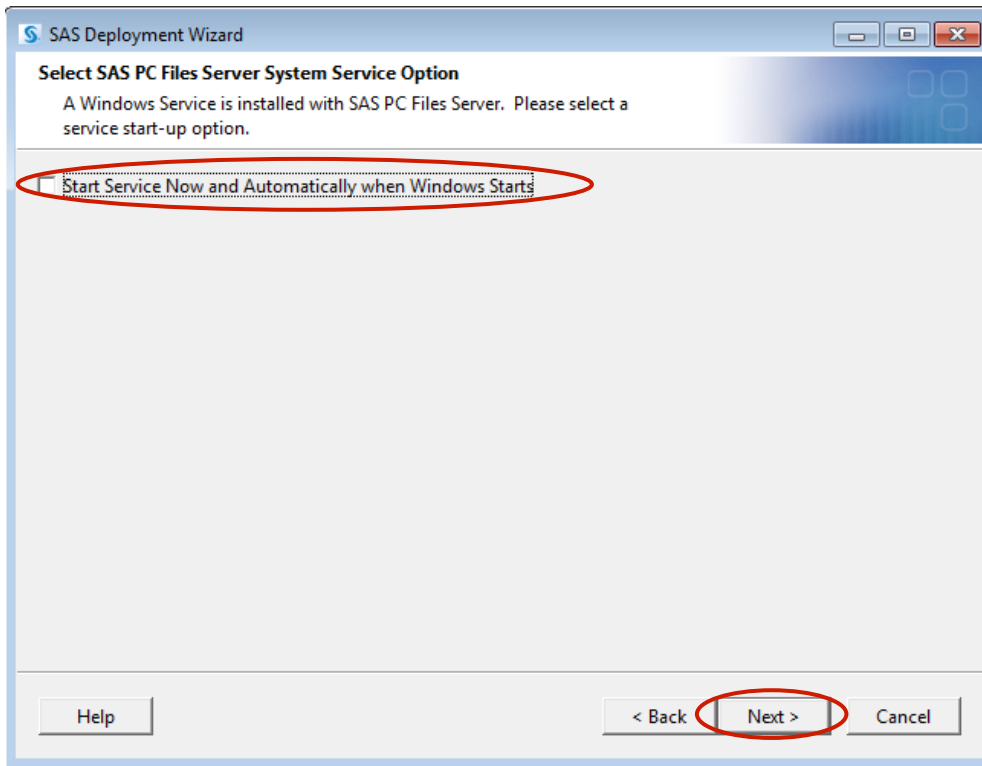 SAS Deployment Wizard
Select SAS PC Files Server System Service Option
A Windows Service is installed with SAS PC Files Server. Please select a
service start-up option.
Start Service Now and Automatically when Windows Starts
Help
< Back
Next >
Cancel